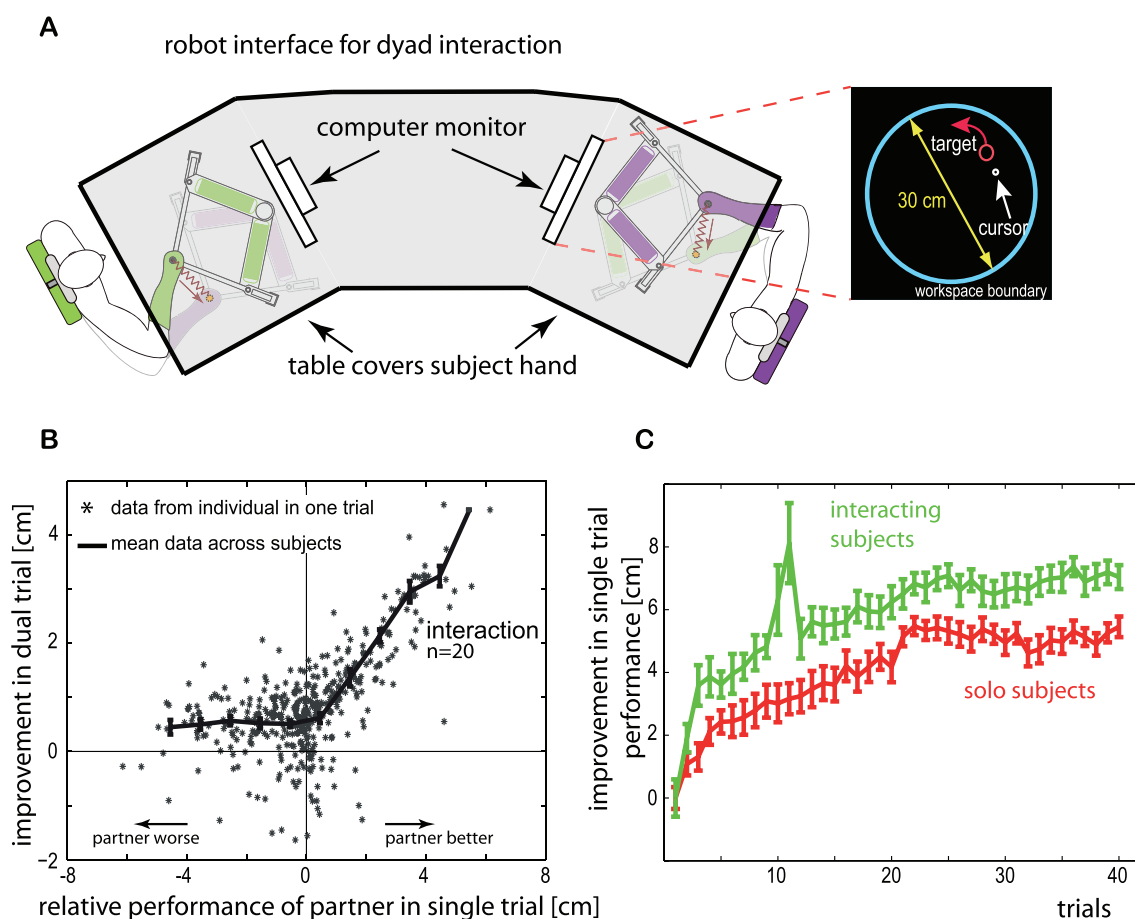 A
robot interface for dyad interaction
computer monitor
table covers subject hand
target
30 cm
cursor
workspace boundary
B
improvement in dual trial [cm]
4
2
0
−2
* data from individual in one trial
mean data across subjects
interaction
n=20
partner worse
partner better
-8
-4
0
4
8
relative performance of partner in single trial [cm]
C
improvement in single trial
performance [cm]
8
6
4
2
0
interacting
subjects
solo subjects
10
20
30
40
trials